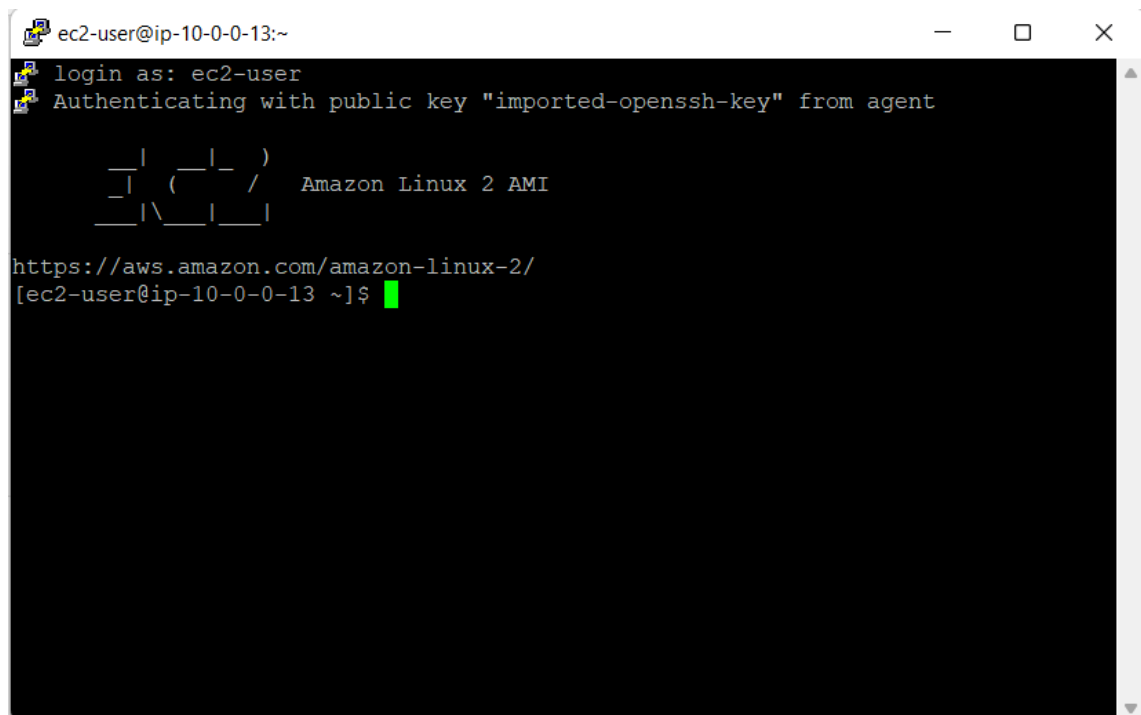 ec2-user@ip-10-0-0-13:~
login as: ec2-user
Authenticating with public key "imported-openssh-key" from agent
       __|  __|_  )
       _|  (     /   Amazon Linux 2 AMI
      ___|\___|___|
https://aws.amazon.com/amazon-linux-2/
[ec2-user@ip-10-0-0-13 ~]$